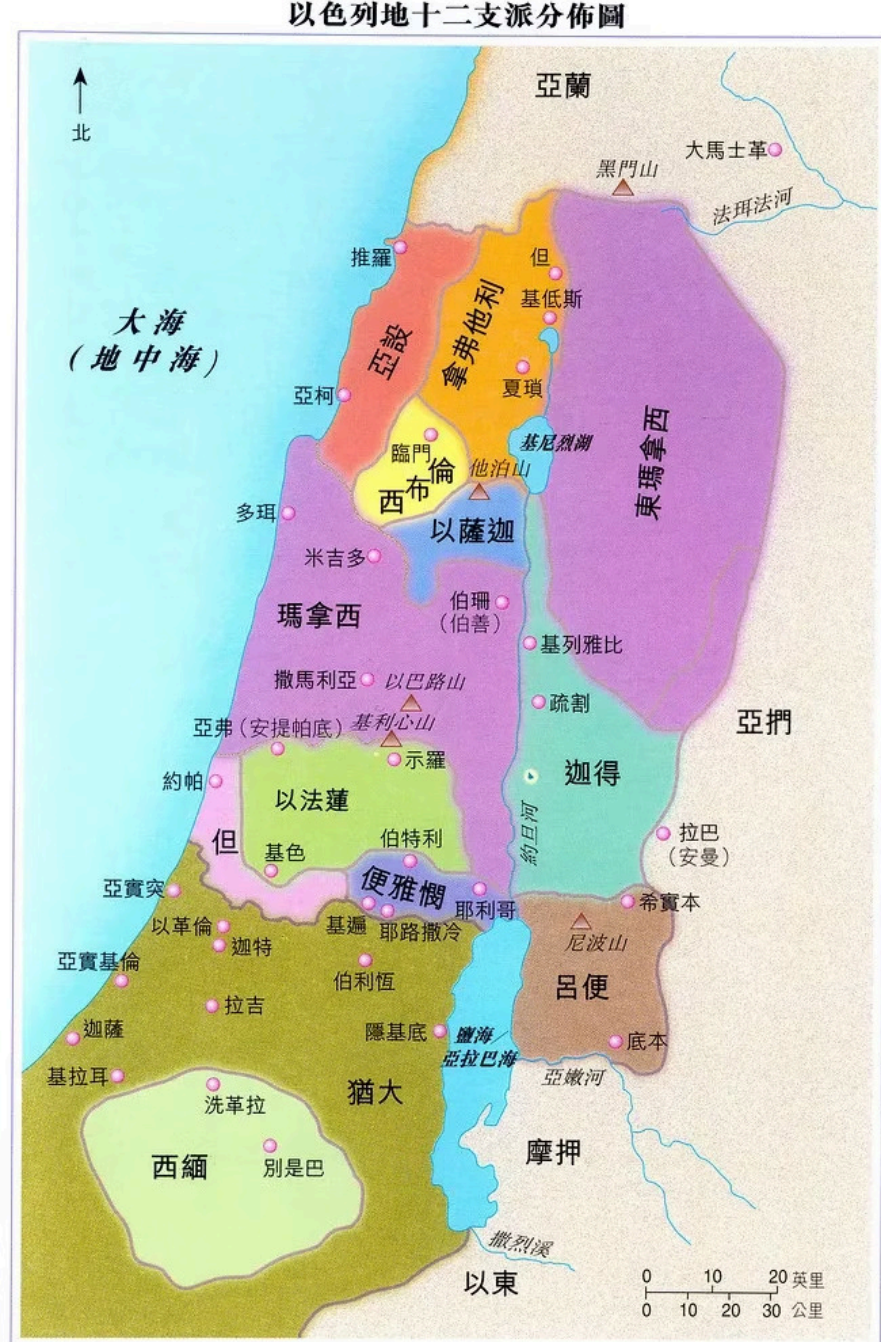 以色列地十二支派分佈圖
北
亞蘭
大馬士革
黑門山
法珥法河
推羅
但
基低斯
拿弗他利
亞設
大海
(地中海)
夏瑣
亞柯
東瑪拿西
基尼烈湖
臨門
西布倫
他泊山
多珥
以薩迦
米吉多
伯珊
(伯善)
瑪拿西
基列雅比
撒馬利亞
以巴路山
疏割
亞弗(安提帕底)
基利心山
亞捫
示羅
約帕
迦得
以法蓮
約旦河
但
伯特利
拉巴
(安曼)
基色
便雅憫
亞實突
耶利哥
希實本
以革倫
基遍
耶路撒冷
迦特
尼波山
亞實基倫
伯利恆
呂便
拉吉
迦薩
隱基底
鹽海/
亞拉巴海
底本
基拉耳
亞嫩河
洗革拉
猶大
西緬
別是巴
摩押
撒烈溪
以東
0 10 20 英里
0 10 20 30 公里